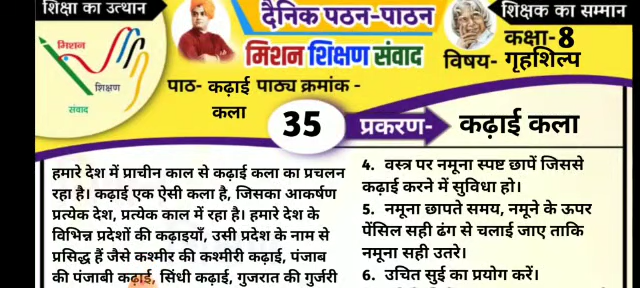 शिक्षा का उत्थान
दैनिक पठन-पाठन
शिक्षक का सम्मान
मिशन
शिक्षण
संवाद
मिशन शिक्षण संवाद
कक्षा-8
विषय- गृहशिल्प
पाठ- कढ़ाई पाठ्य क्रमांक -
कला
35
प्रकरण-
कढ़ाई कला
हमारे देश में प्राचीन काल से कढ़ाई कला का प्रचलन
रहा है। कढ़ाई एक ऐसी कला है, जिसका आकर्षण
प्रत्येक देश, प्रत्येक काल में रहा है। हमारे देश के
विभिन्न प्रदेशों की कढ़ाइयाँ, उसी प्रदेश के नाम से
प्रसिद्ध हैं जैसे कश्मीर की कश्मीरी कढ़ाई, पंजाब
की पंजाबी कढ़ाई, सिंधी कढ़ाई, गुजरात की गुर्जरी
4. वस्त्र पर नमूना स्पष्ट छापें जिससे
कढ़ाई करने में सुविधा हो।
5. नमूना छापते समय, नमूने के ऊपर
पेंसिल सही ढंग से चलाई जाए ताकि
नमूना सही उतरे।
6. उचित सुई का प्रयोग करें।